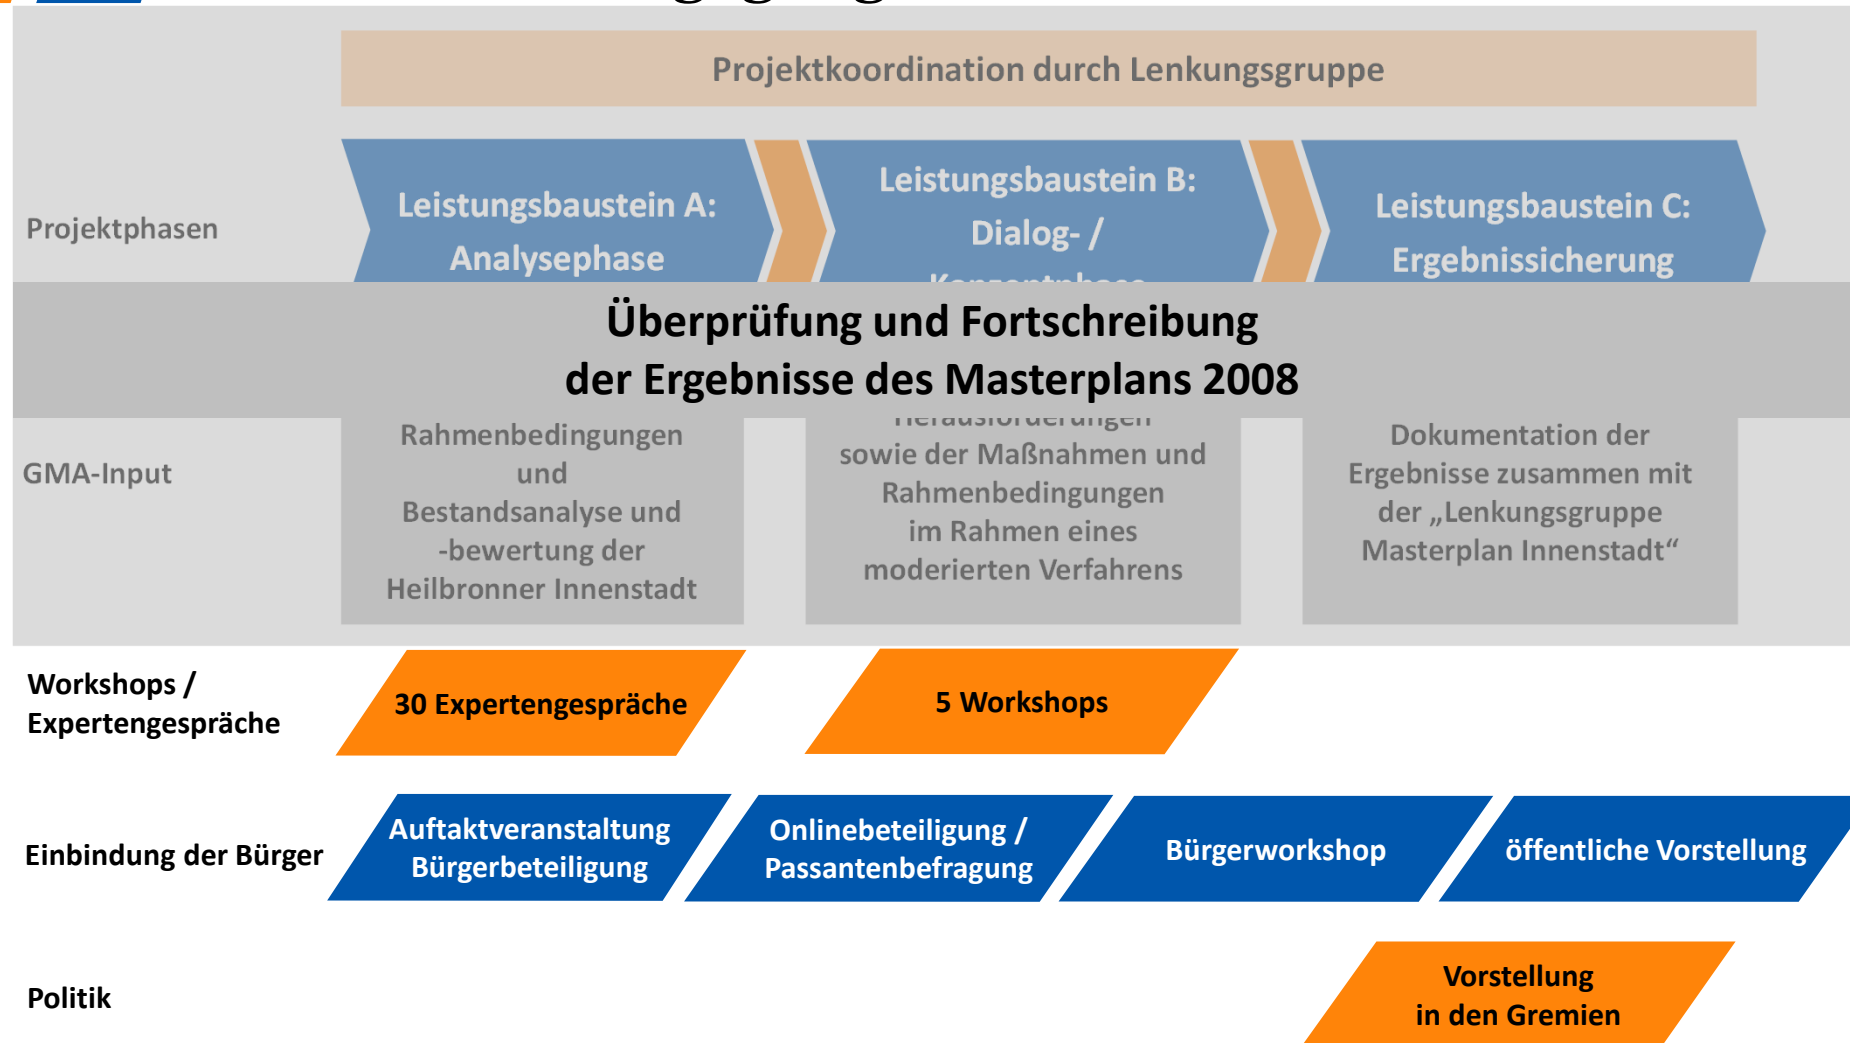 Projektkoordination durch Lenkungsgruppe
Projektphasen
Leistungsbaustein A:
Analysephase
Leistungsbaustein B:
Dialog- /
Konzeptphase
Leistungsbaustein C:
Ergebnissicherung
Überprüfung und Fortschreibung
der Ergebnisse des Masterplans 2008
GMA-Input
Rahmenbedingungen
und
Bestandsanalyse und
-bewertung der
Heilbronner Innenstadt
Herausforderungen
sowie der Maßnahmen und
Rahmenbedingungen
im Rahmen eines
moderierten Verfahrens
Dokumentation der
Ergebnisse zusammen mit
der „Lenkungsgruppe
Masterplan Innenstadt“
Workshops /
Expertengespräche
30 Expertengespräche
5 Workshops
Einbindung der Bürger
Auftaktveranstaltung
Bürgerbeteiligung
Onlinebeteiligung /
Passantenbefragung
Bürgerworkshop
öffentliche Vorstellung
Politik
Vorstellung
in den Gremien